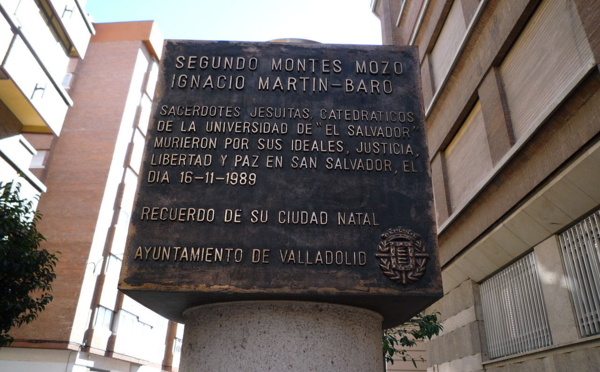 SEGUNDO MONTES MOZO
IGNACIO MARTIN-BARO
SACERDOTES JESUITAS, CATEDRATICOS
DE LA UNIVERSIDAD DE "EL SALVADOR"
MURIERON POR SUS IDEALES, JUSTICIA,
LIBERTAD Y PAZ EN SAN SALVADOR, EL
DIA 16-11-1989
RECUERDO DE SU CIUDAD NATAL
AYUNTAMIENTO DE VALLADOLID